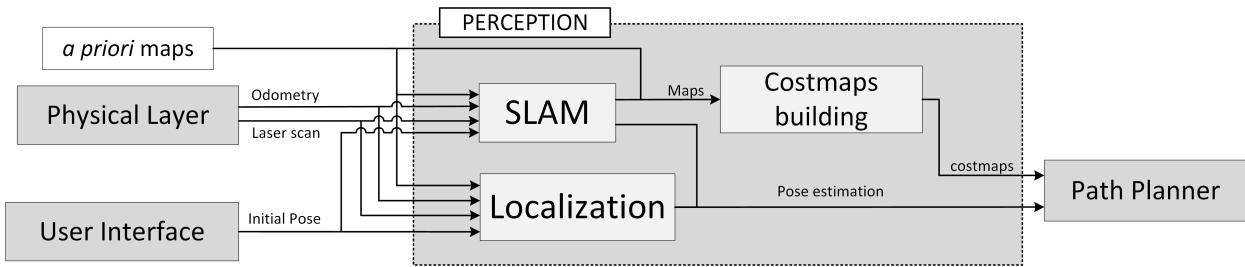 PERCEPTION
a priori maps
Physical Layer
Odometry
Laser scan
SLAM
Maps
Costmaps
building
costmaps
Path Planner
User Interface
Initial Pose
Localization
Pose estimation